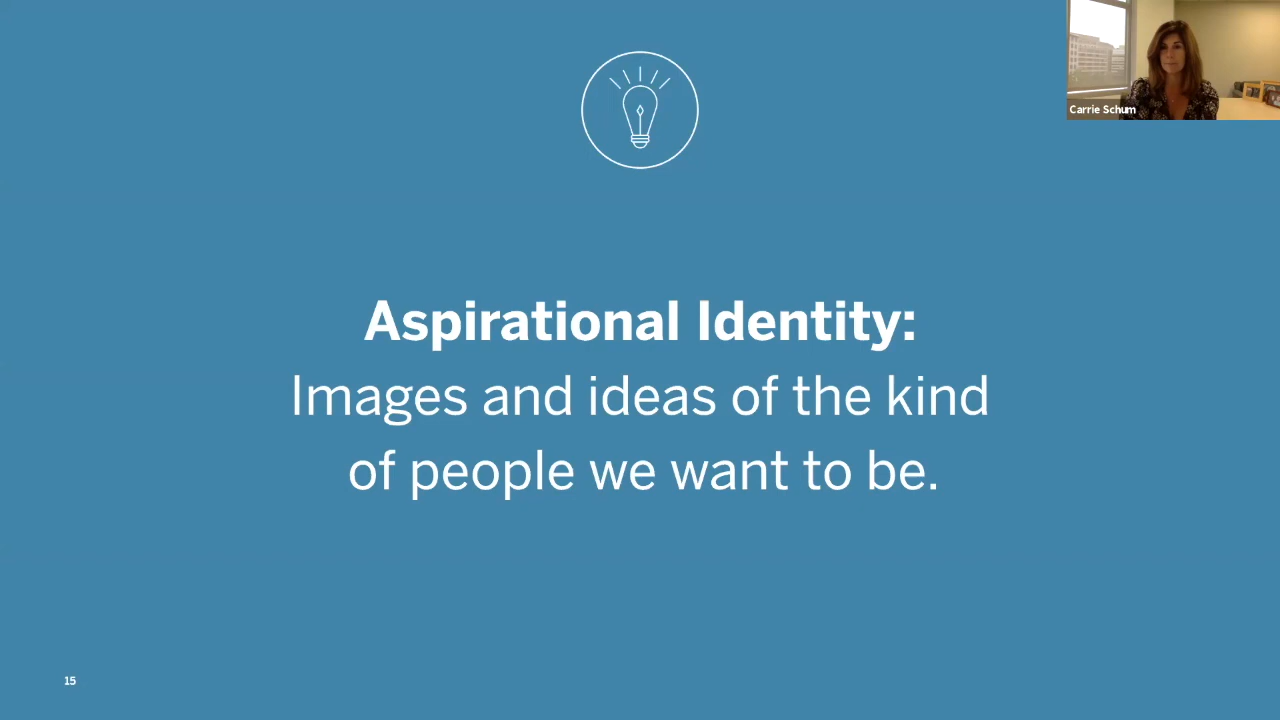 Carrie Schum
Aspirational Identity:
Images and ideas of the kind
of people we want to be.
15